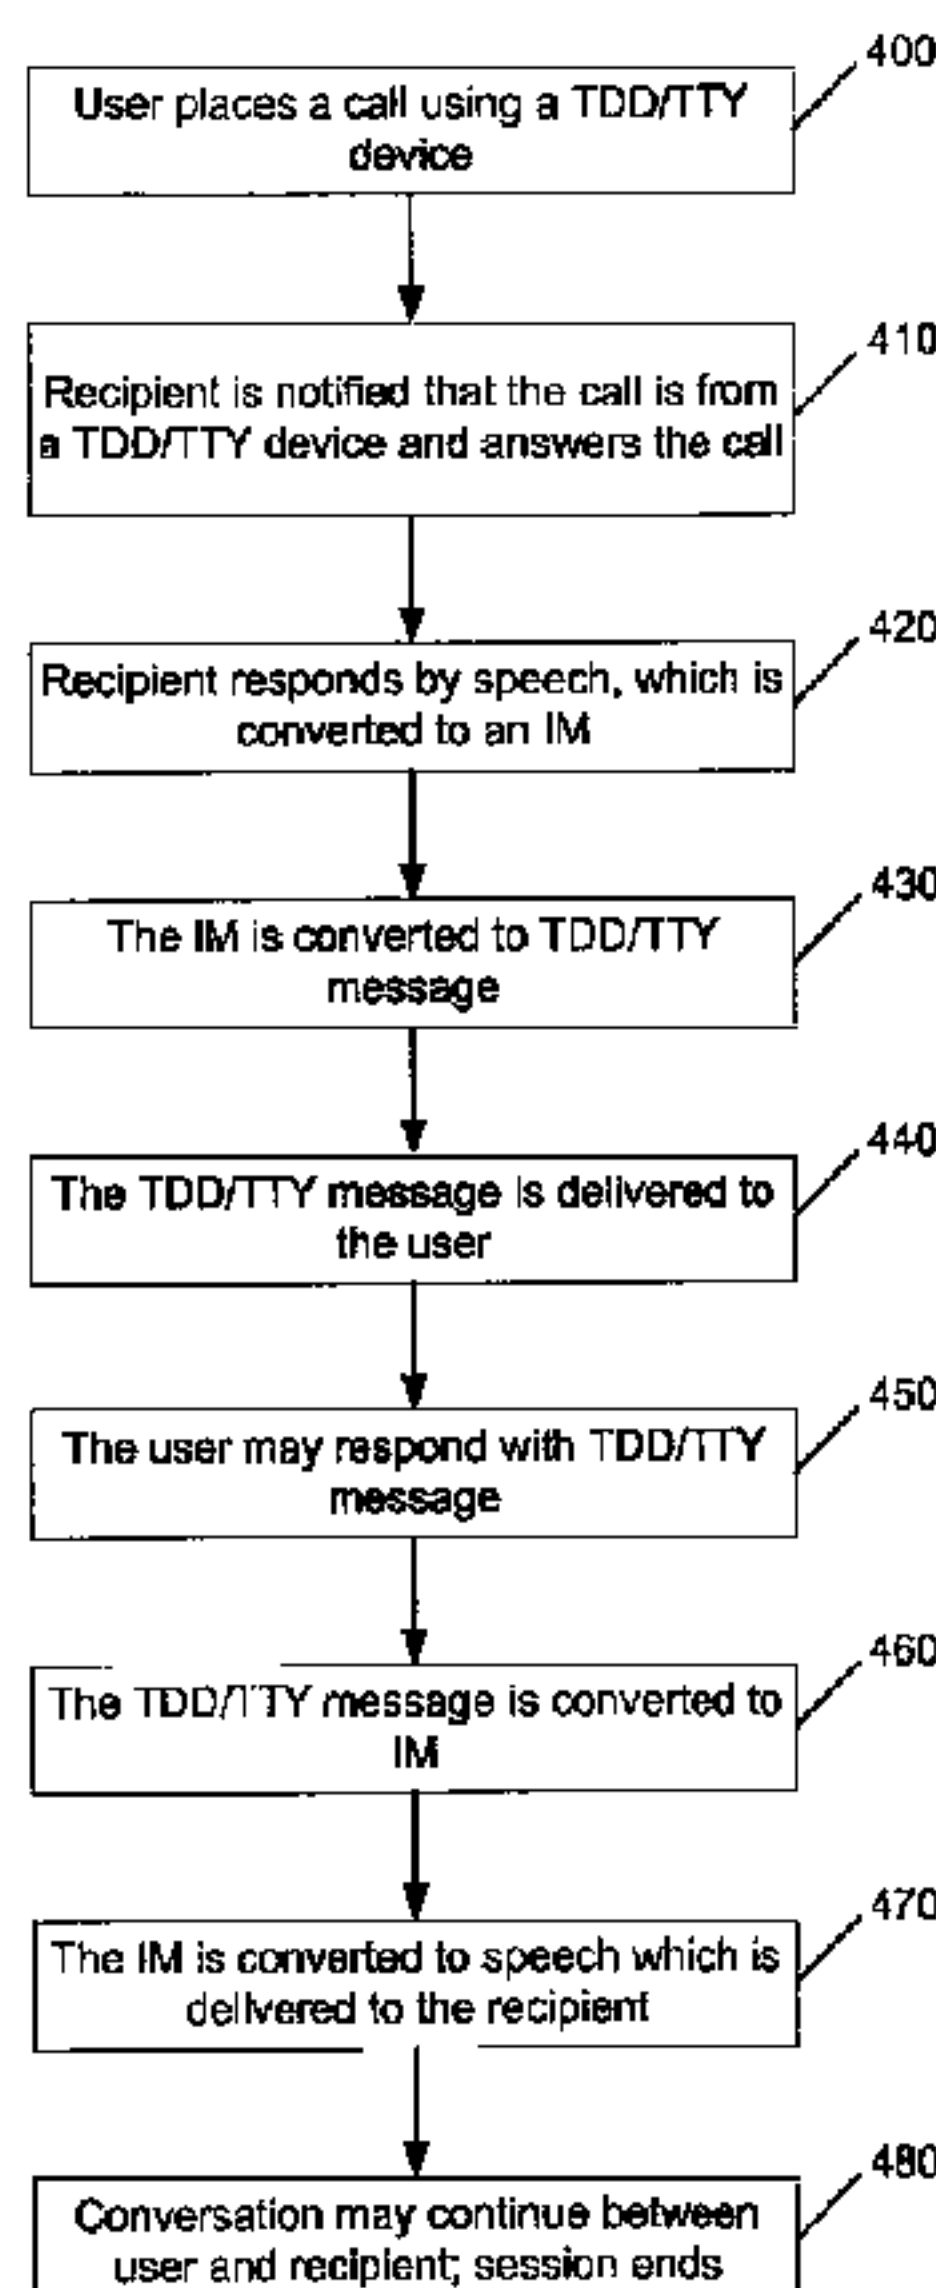 400
User places a call using a TDD/TTY
device
410
Recipient is notified that the call is from
a TDD/TTY device and answers the call
420
Recipient responds by speech, which is
converted to an IM
430
The IM is converted to TDD/TTY
message
440
The TDD/TTY message is delivered to
the user
450
The user may respond with TDD/TTY
message
460
The TDD/TTY message is converted to
IM
470
The IM is converted to speech which is
delivered to the recipient
480
Conversation may continue between
user and recipient; session ends